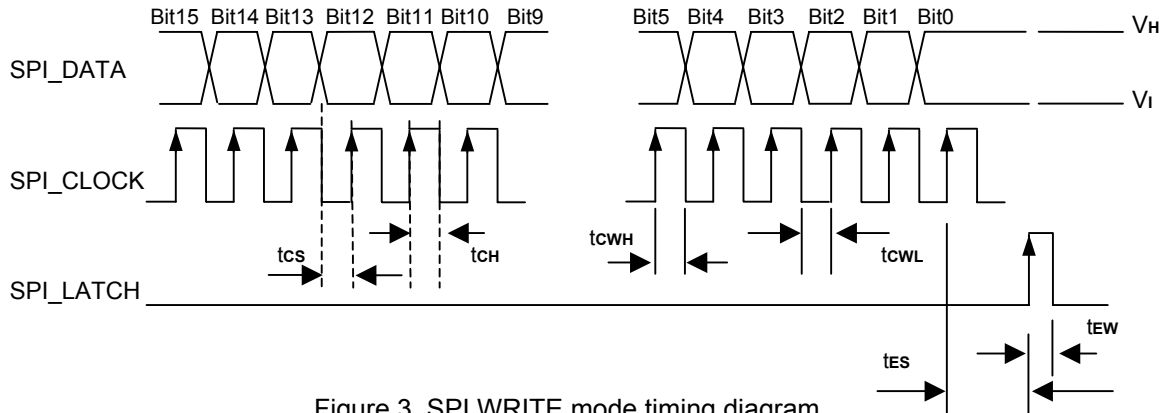 Bit15 Bit14 Bit13 Bit12 Bit11 Bit10 Bit9 Bit5 Bit4 Bit3 Bit2 Bit1 Bit0
VH
SPI_DATA
VI
SPI_CLOCK
tCS tCH tCWH tCWL
SPI_LATCH
tEW
tES
Figure 3. SPI WRITE mode timing diagram